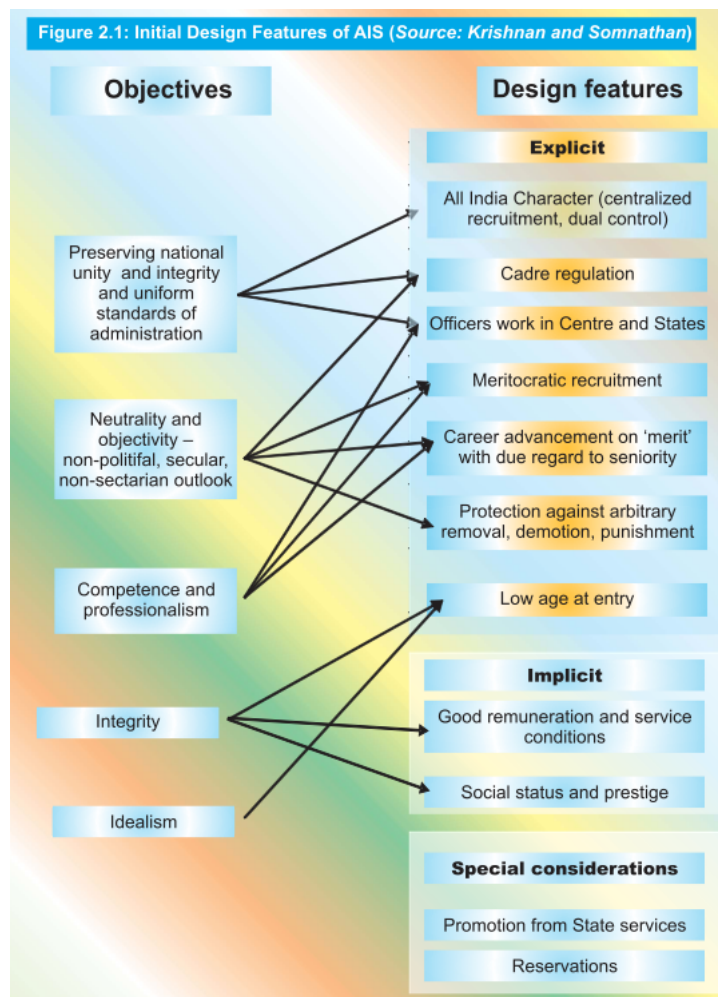 Figure 2.1: Initial Design Features of AIS (Source: Krishnan and Somnathan)
Objectives
Preserving national
unity and integrity
and uniform
standards of
administration
Neutrality and
objectivity –
non-politifal, secular,
non-sectarian outlook
Competence and
professionalism
Integrity
Idealism
Design features
Explicit
All India Character (centralized
recruitment, dual control)
Cadre regulation
Officers work in Centre and States
Meritocratic recruitment
Career advancement on ‘merit’
with due regard to seniority
Protection against arbitrary
removal, demotion, punishment
Low age at entry
Implicit
Good remuneration and service
conditions
Social status and prestige
Special considerations
Promotion from State services
Reservations